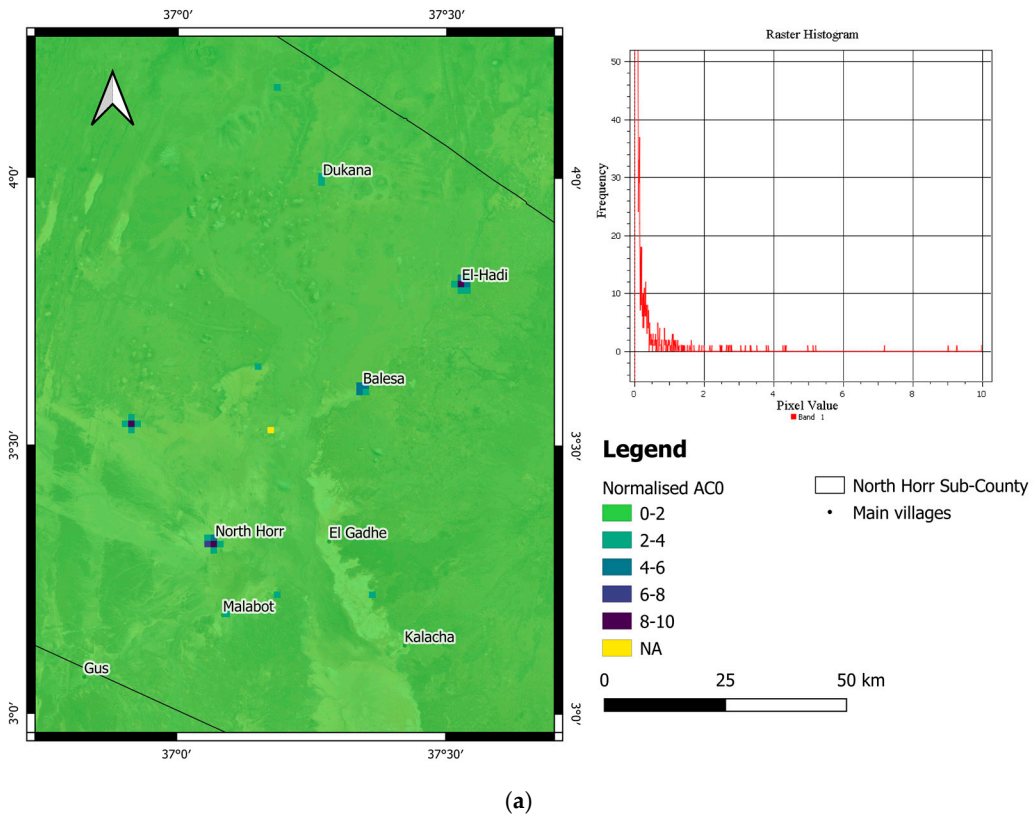 37°0′
37°30′
4°0′
4°0′
3°30′
3°30′
3°0′
3°0′
37°0′
37°30′
Dukana
El-Hadi
Balesa
North Horr
El Gadhe
Malabot
Kalacha
Gus
Raster Histogram
Frequency
50
40
30
20
10
0
0
2
4
6
8
10
Pixel Value
Band 1
Legend
Normalised AC0
0-2
2-4
4-6
6-8
8-10
NA
North Horr Sub-County
Main villages
0
25
50 km
(a)